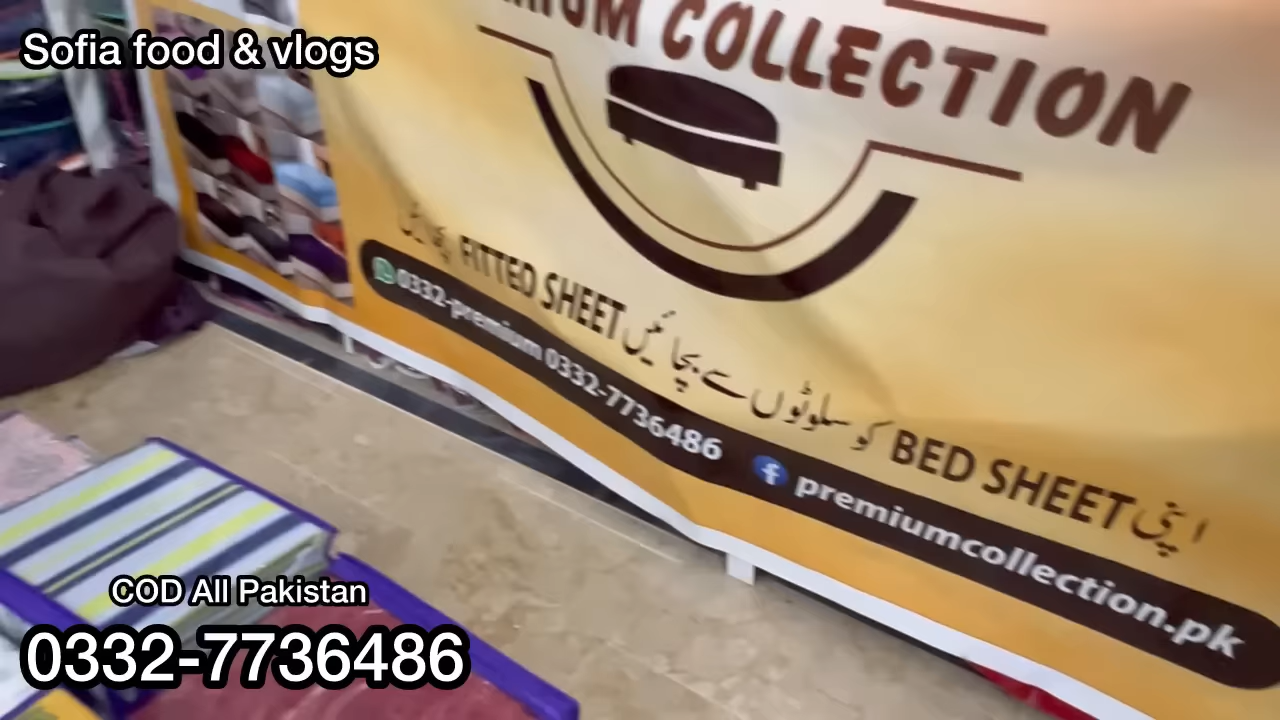 Sofia food & vlogs
COLLECTION
اپنی BED SHEET کو سلوٹوں سے بچائیں FITTED SHEET
0332-premium 0332-7736486 premiumcollection.pk
COD All Pakistan
0332-7736486